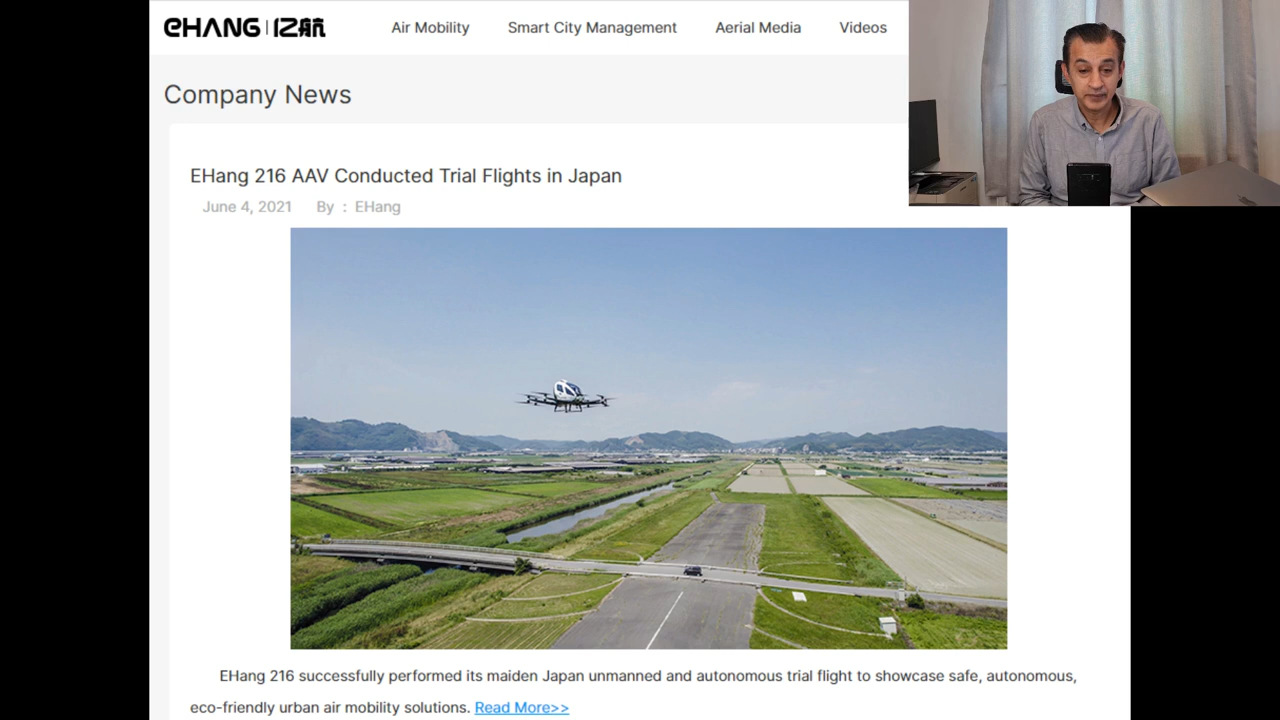 EHANG 亿航
Air Mobility Smart City Management Aerial Media Videos
Company News
EHang 216 AAV Conducted Trial Flights in Japan
June 4, 2021 By : EHang
EHang 216 successfully performed its maiden Japan unmanned and autonomous trial flight to showcase safe, autonomous,
eco-friendly urban air mobility solutions. Read More>>